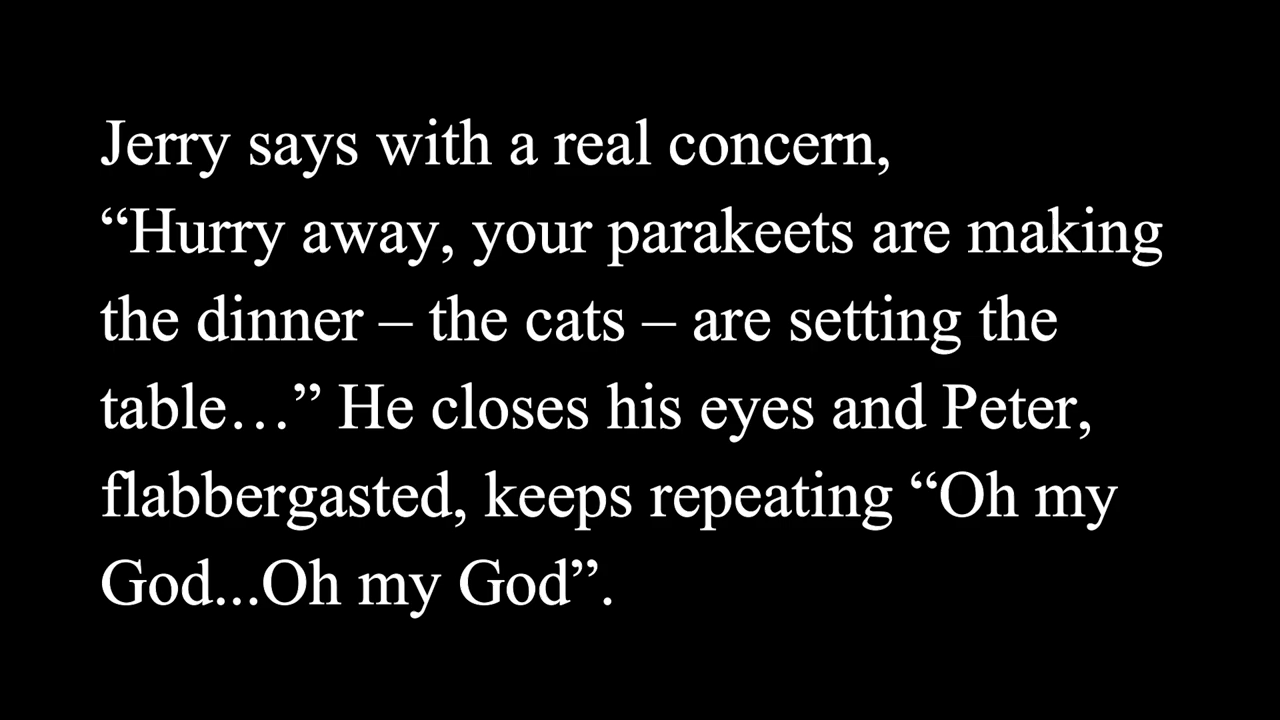 Jerry says with a real concern,
“Hurry away, your parakeets are making
the dinner – the cats – are setting the
table…” He closes his eyes and Peter,
flabbergasted, keeps repeating “Oh my
God...Oh my God”.